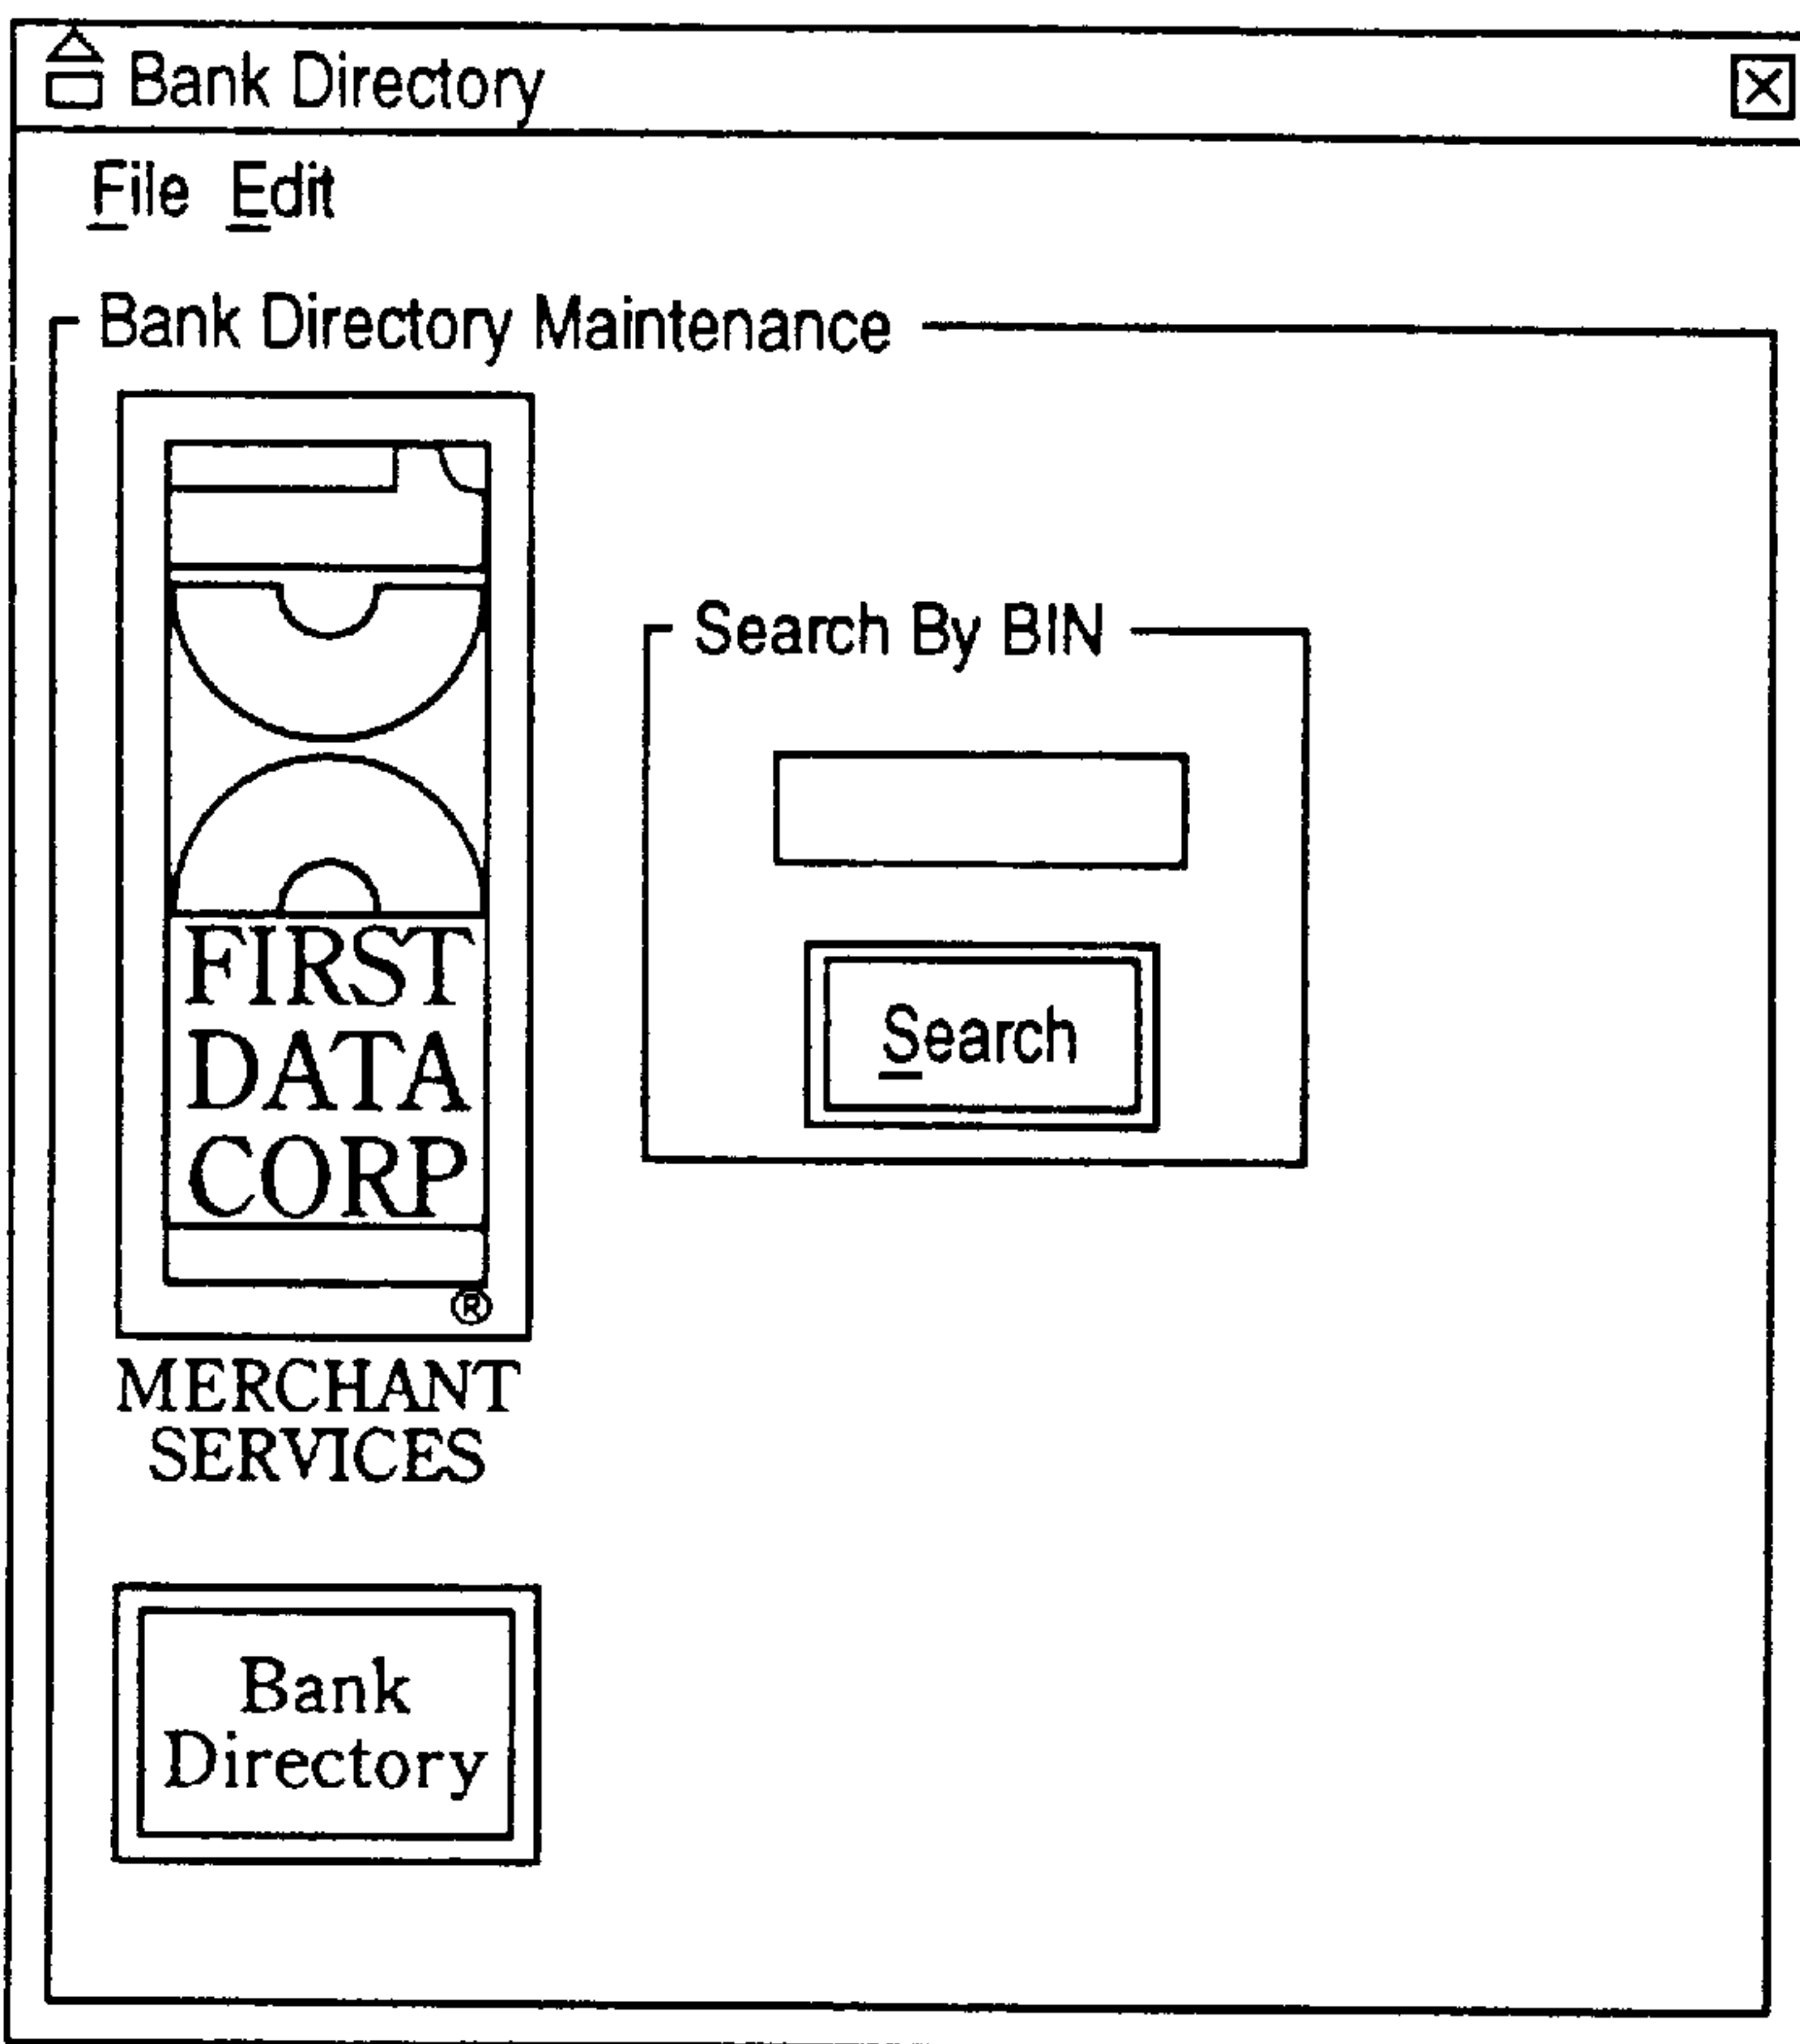 Bank Directory
File Edit
Bank Directory Maintenance
FIRST
DATA
CORP
®
MERCHANT
SERVICES
Search By BIN
Search
Bank
Directory